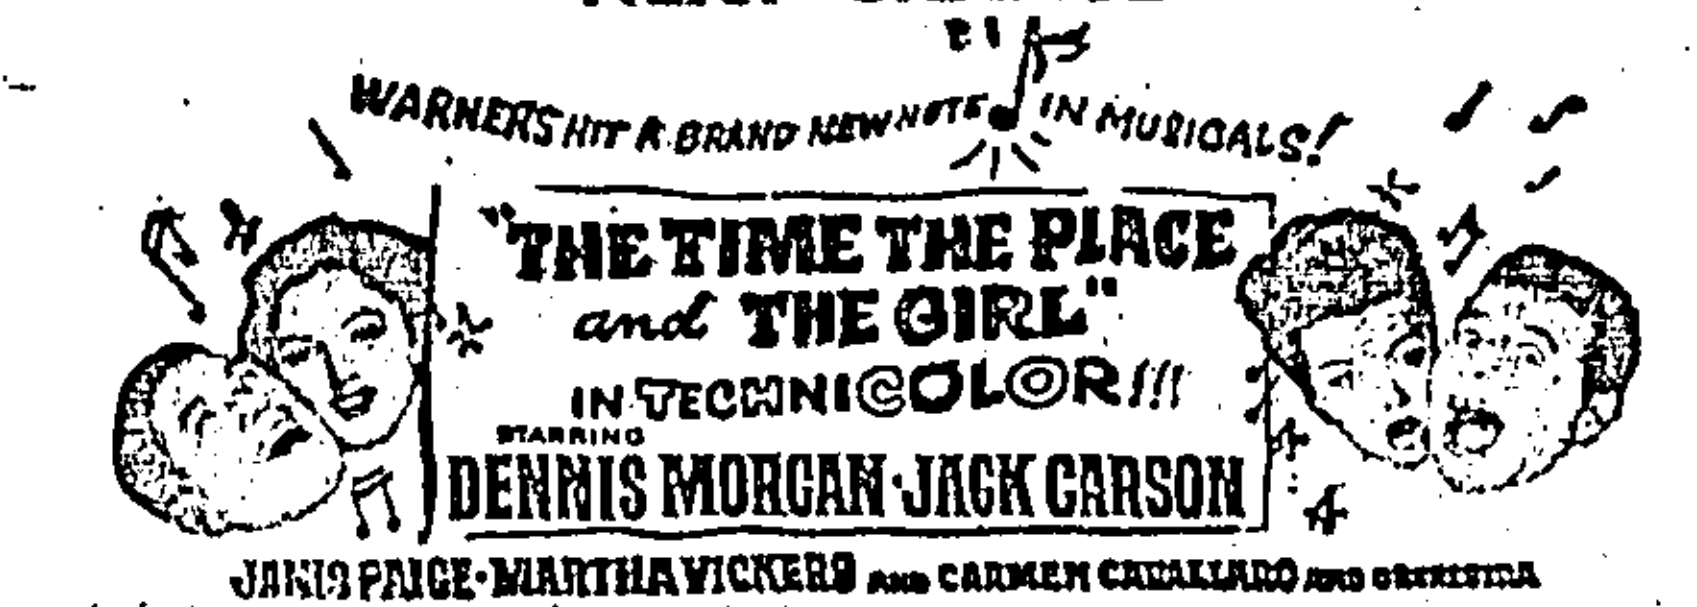 WARNERS HIT A BRAND NEW NOTE IN MUSICALS!
"THE TIME THE PLACE
and THE GIRL"
IN TECHNICOLOR!!!
STARRING
DENNIS MORGAN · JACK CARSON
JANIS PAIGE · MARTHA VICKERS AND CARMEN CAVALLARO AND ORCHESTRA